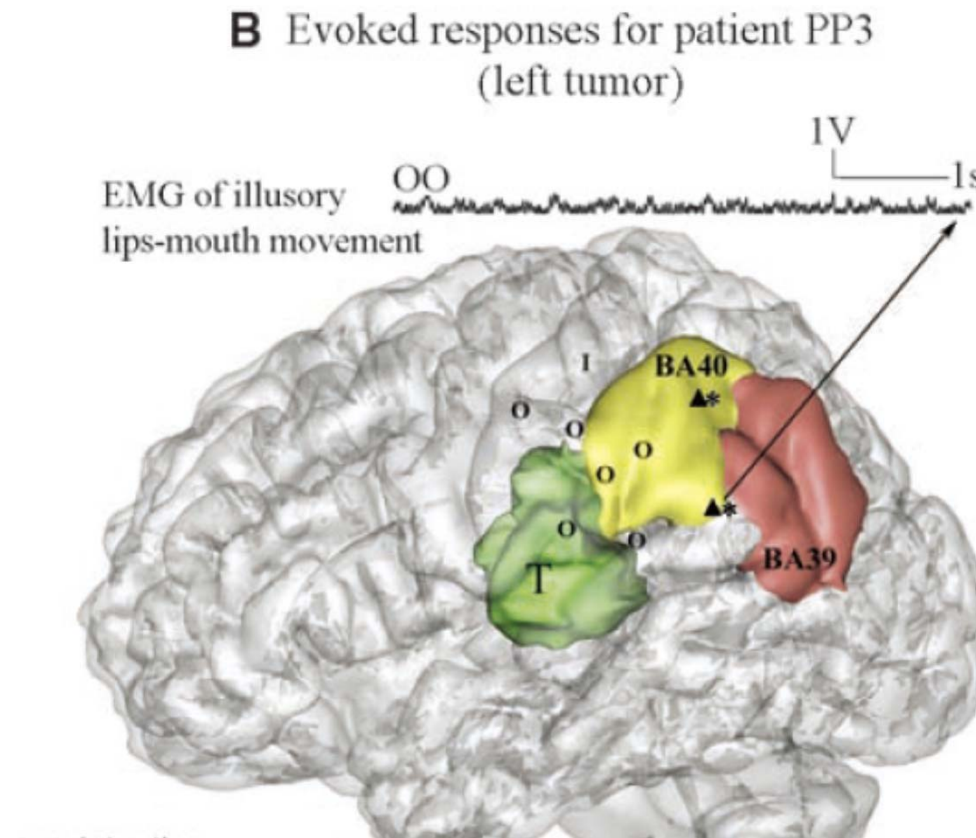 B Evoked responses for patient PP3
(left tumor)
1V
OO
1s
EMG of illusory
lips-mouth movement
I
BA40
▲*
O
O
O
O
▲*
O
O
BA39
T